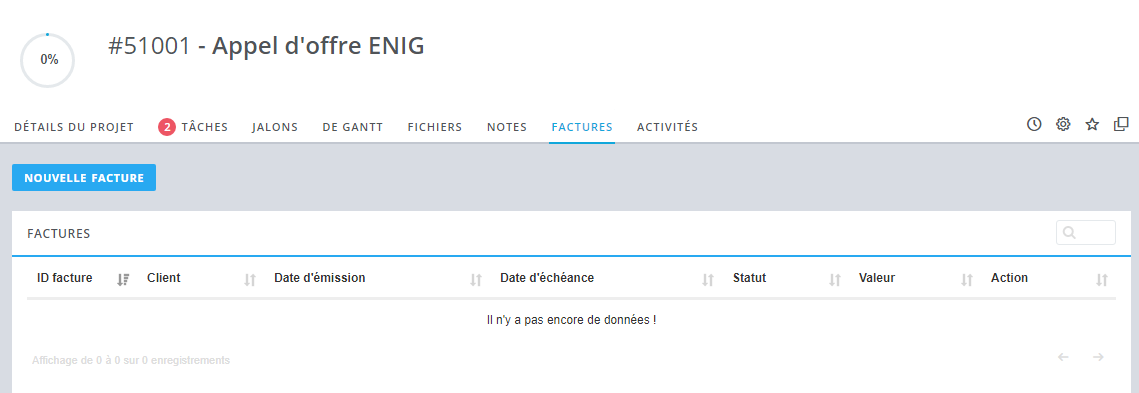 0%
#51001 - Appel d'offre ENIG
DÉTAILS DU PROJET 2 TÂCHES JALONS DE GANTT FICHIERS NOTES FACTURES ACTIVITÉS
NOUVELLE FACTURE
FACTURES
ID facture Client Date d'émission Date d'échéance Statut Valeur Action
Il n'y a pas encore de données !
Affichage de 0 à 0 sur 0 enregistrements